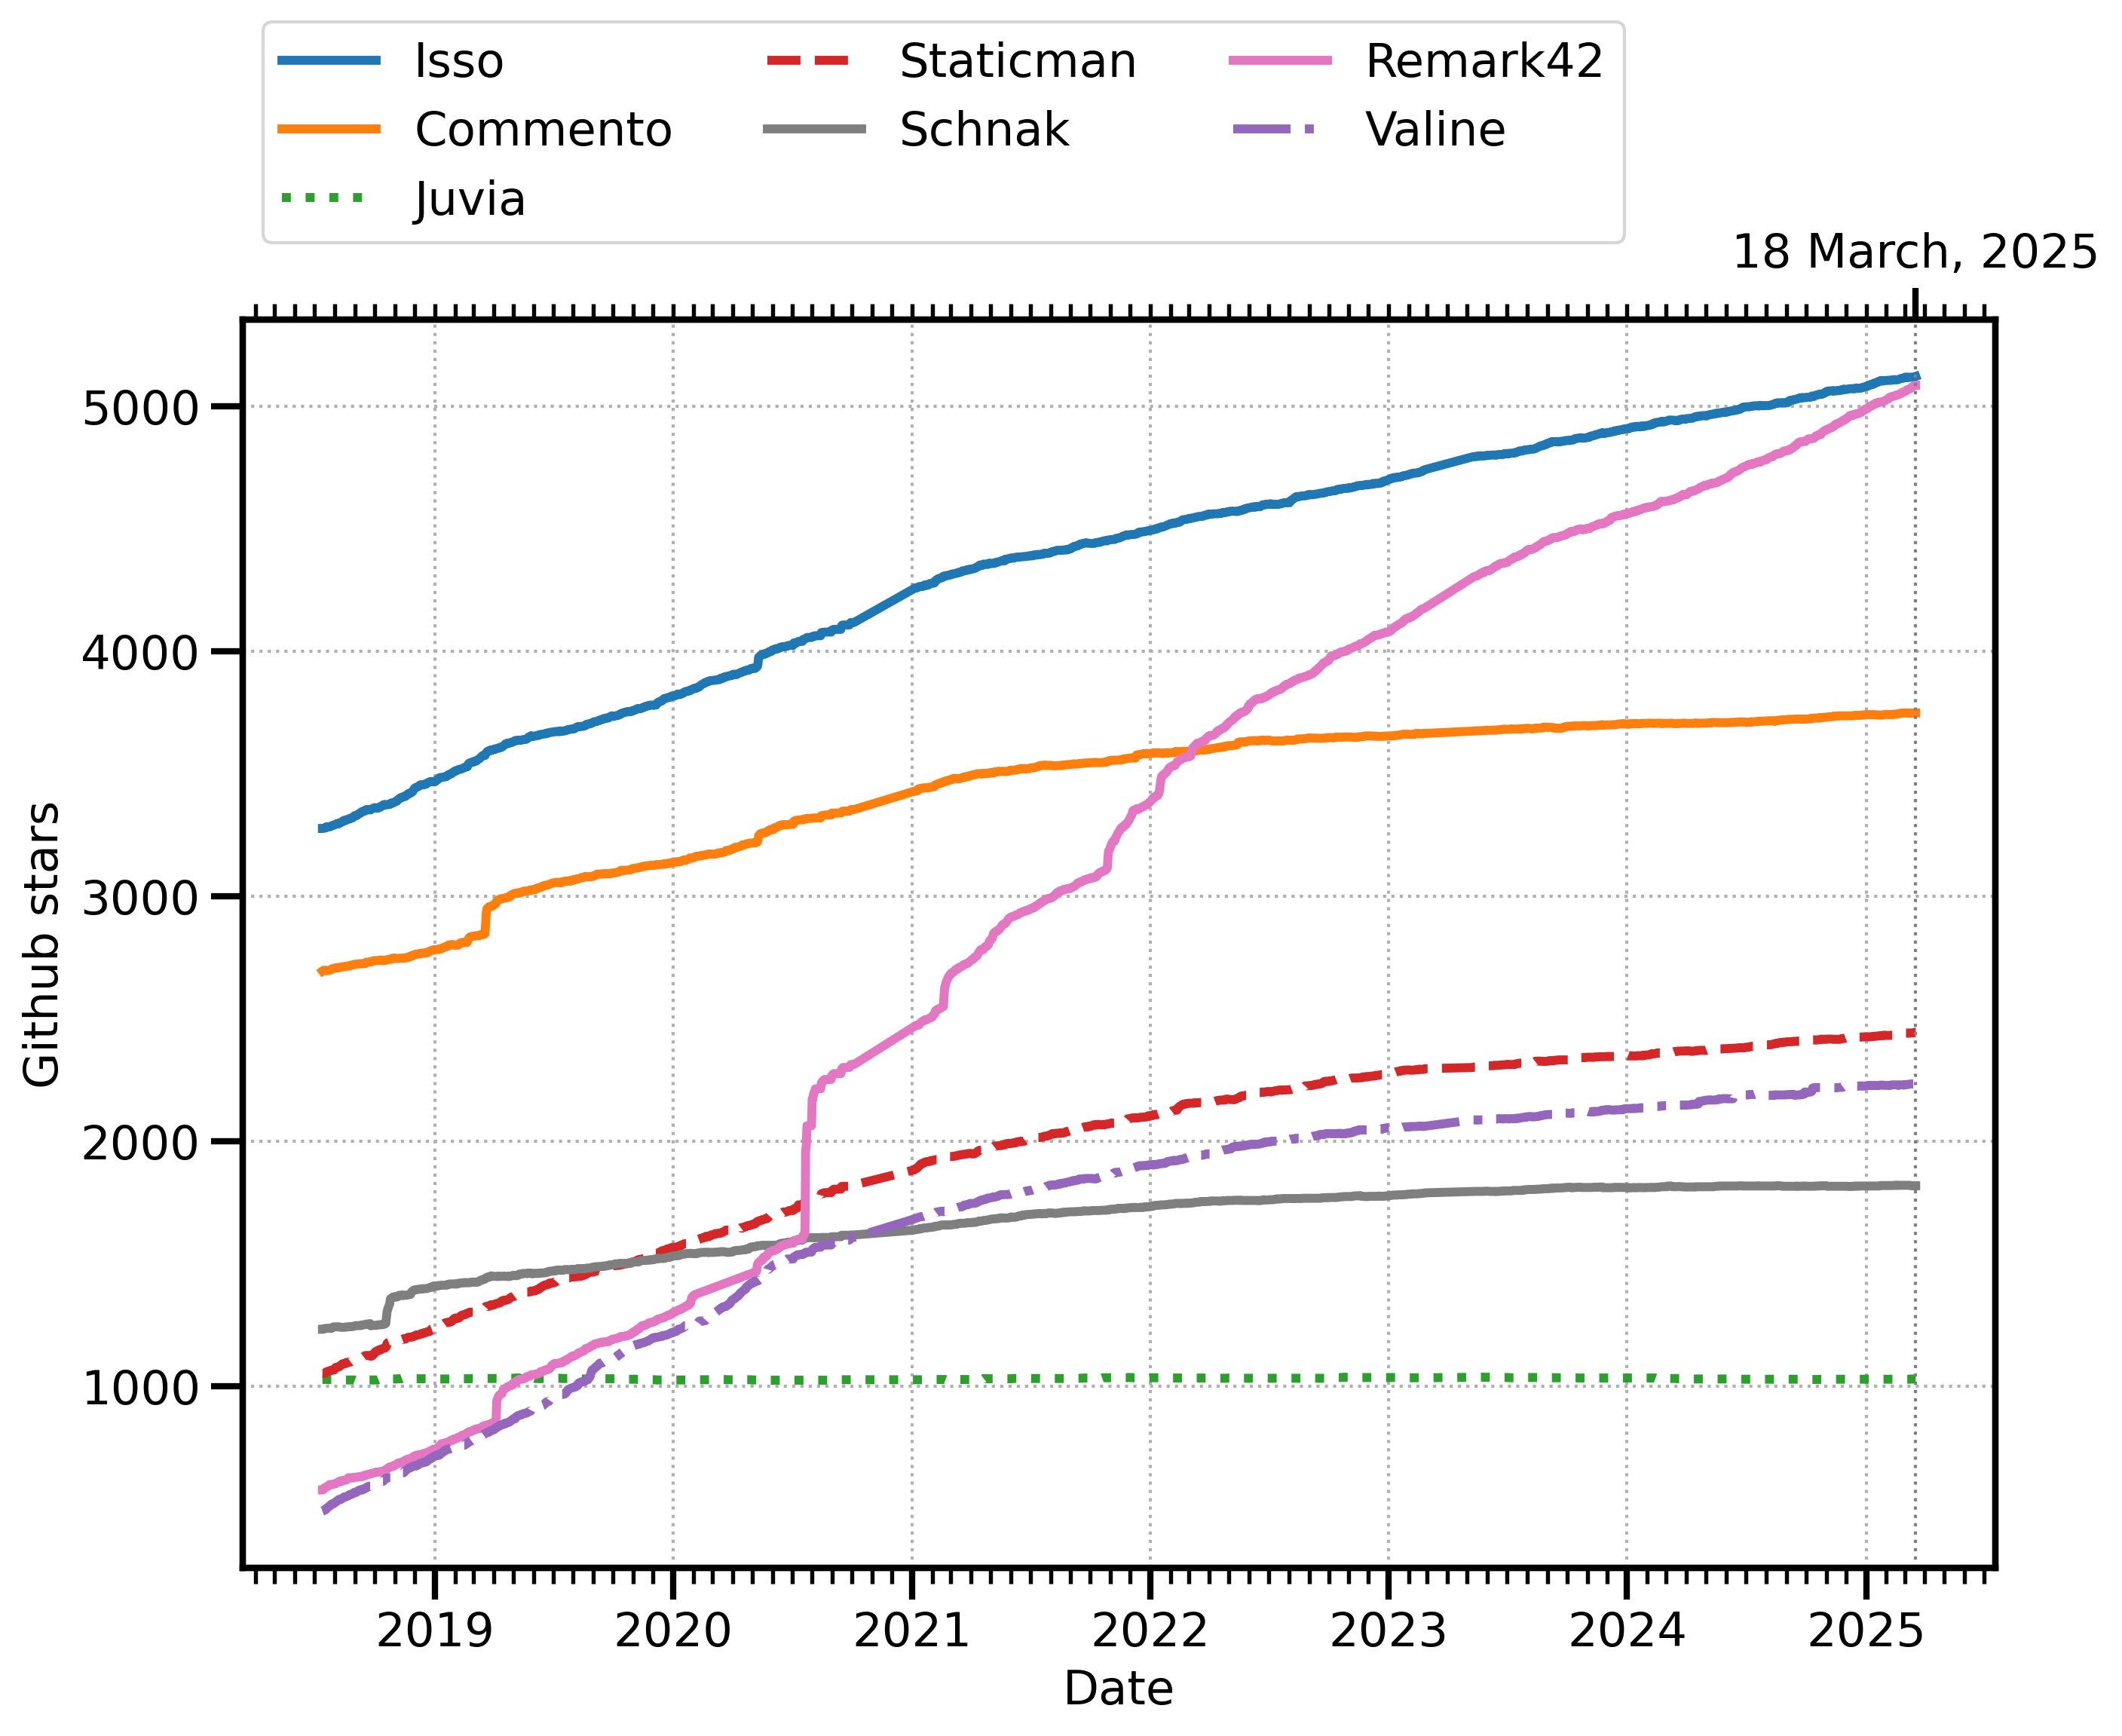 Isso
Commento
Juvia
Staticman
Schnak
Remark42
Valine
18 March, 2025
5000
4000
3000
2000
1000
Github stars
2019 2020 2021 2022 2023 2024 2025
Date